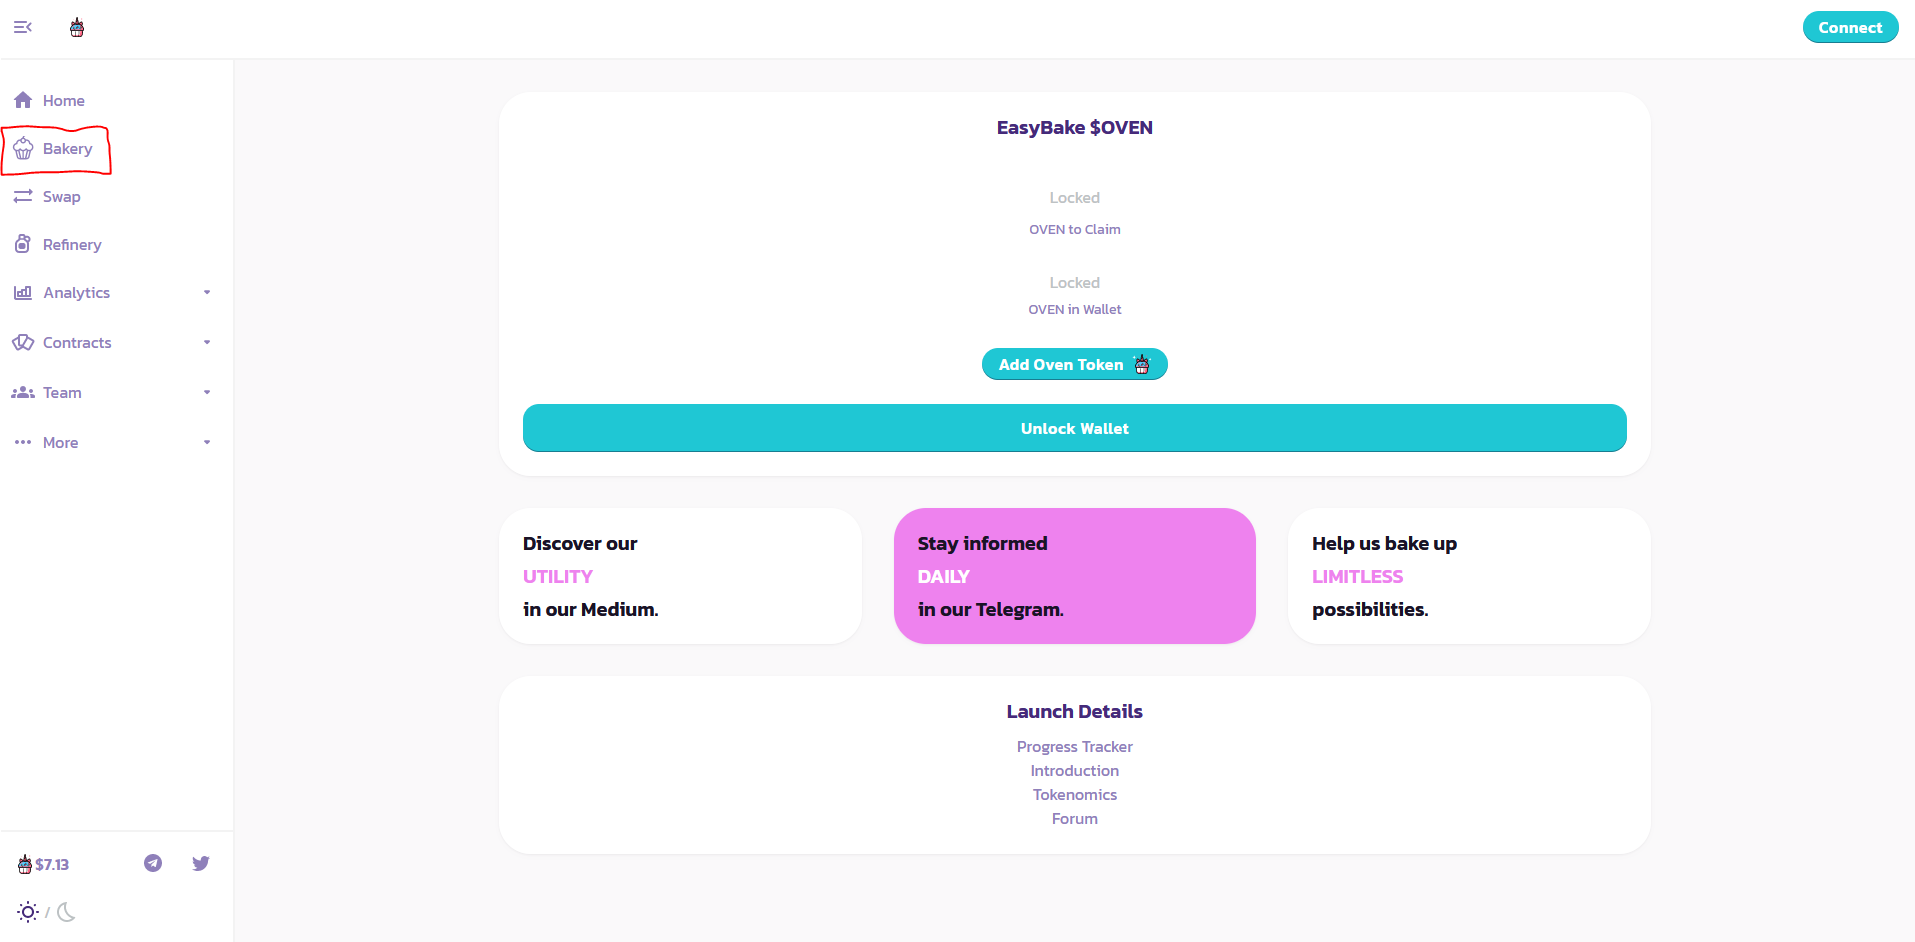 Connect
Home
Bakery
Swap
Refinery
Analytics
Contracts
Team
More
$7.13
/
EasyBake $OVEN
Locked
OVEN to Claim
Locked
OVEN in Wallet
Add Oven Token
Unlock Wallet
Discover our
UTILITY
in our Medium.
Stay informed
DAILY
in our Telegram.
Help us bake up
LIMITLESS
possibilities.
Launch Details
Progress Tracker
Introduction
Tokenomics
Forum